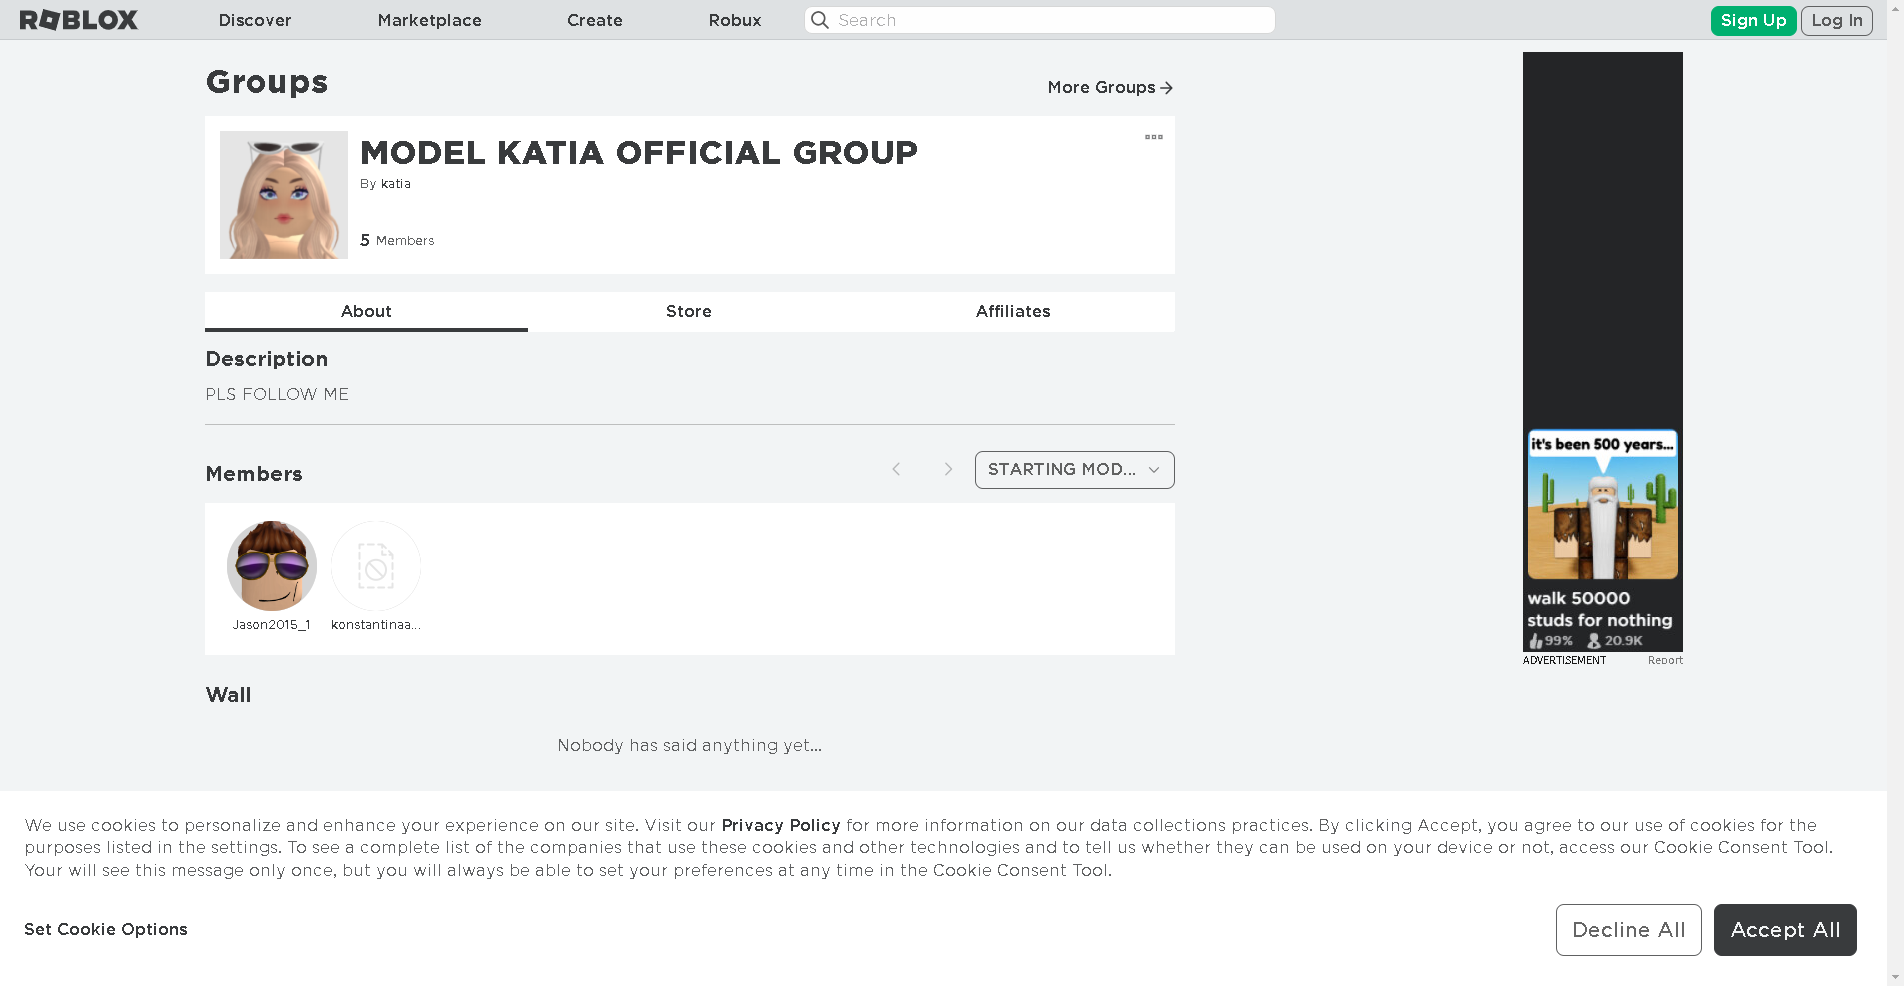 ROBLOX
Discover
Marketplace
Create
Robux
Search
Sign Up
Log In
Groups
More Groups
MODEL KATIA OFFICIAL GROUP
By katia
5 Members
About
Store
Affiliates
Description
PLS FOLLOW ME
Members
STARTING MOD...
Jason2015_1
konstantinaa...
Wall
Nobody has said anything yet...
it's been 500 years...
walk 50000
studs for nothing
99% 20.9K
ADVERTISEMENT
Report
We use cookies to personalize and enhance your experience on our site. Visit our Privacy Policy for more information on our data collections practices. By clicking Accept, you agree to our use of cookies for the
purposes listed in the settings. To see a complete list of the companies that use these cookies and other technologies and to tell us whether they can be used on your device or not, access our Cookie Consent Tool.
Your will see this message only once, but you will always be able to set your preferences at any time in the Cookie Consent Tool.
Set Cookie Options
Decline All
Accept All